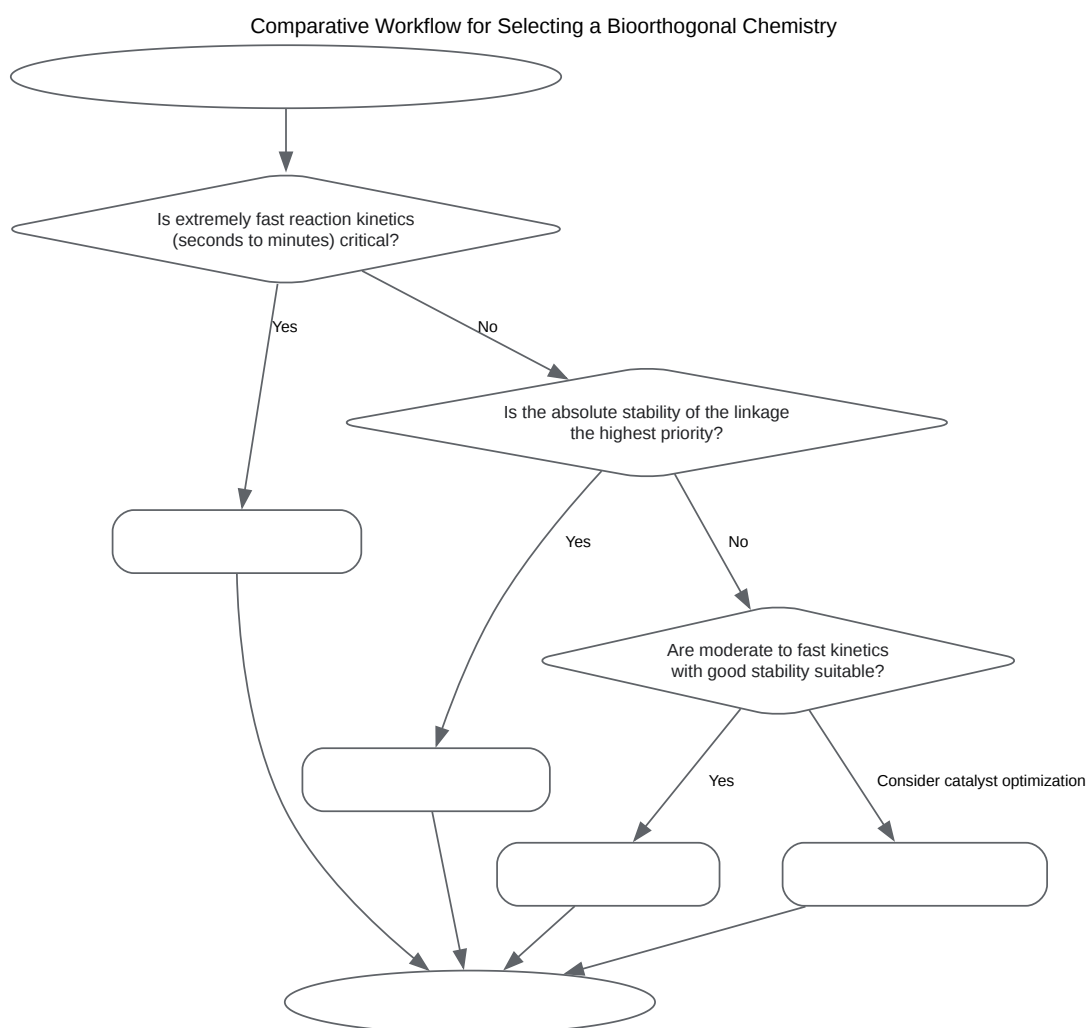 Comparative Workflow for Selecting a Bioorthogonal Chemistry
Is extremely fast reaction kinetics
(seconds to minutes) critical?
Yes
No
Is the absolute stability of the linkage
the highest priority?
Yes
No
Are moderate to fast kinetics
with good stability suitable?
Yes
Consider catalyst optimization